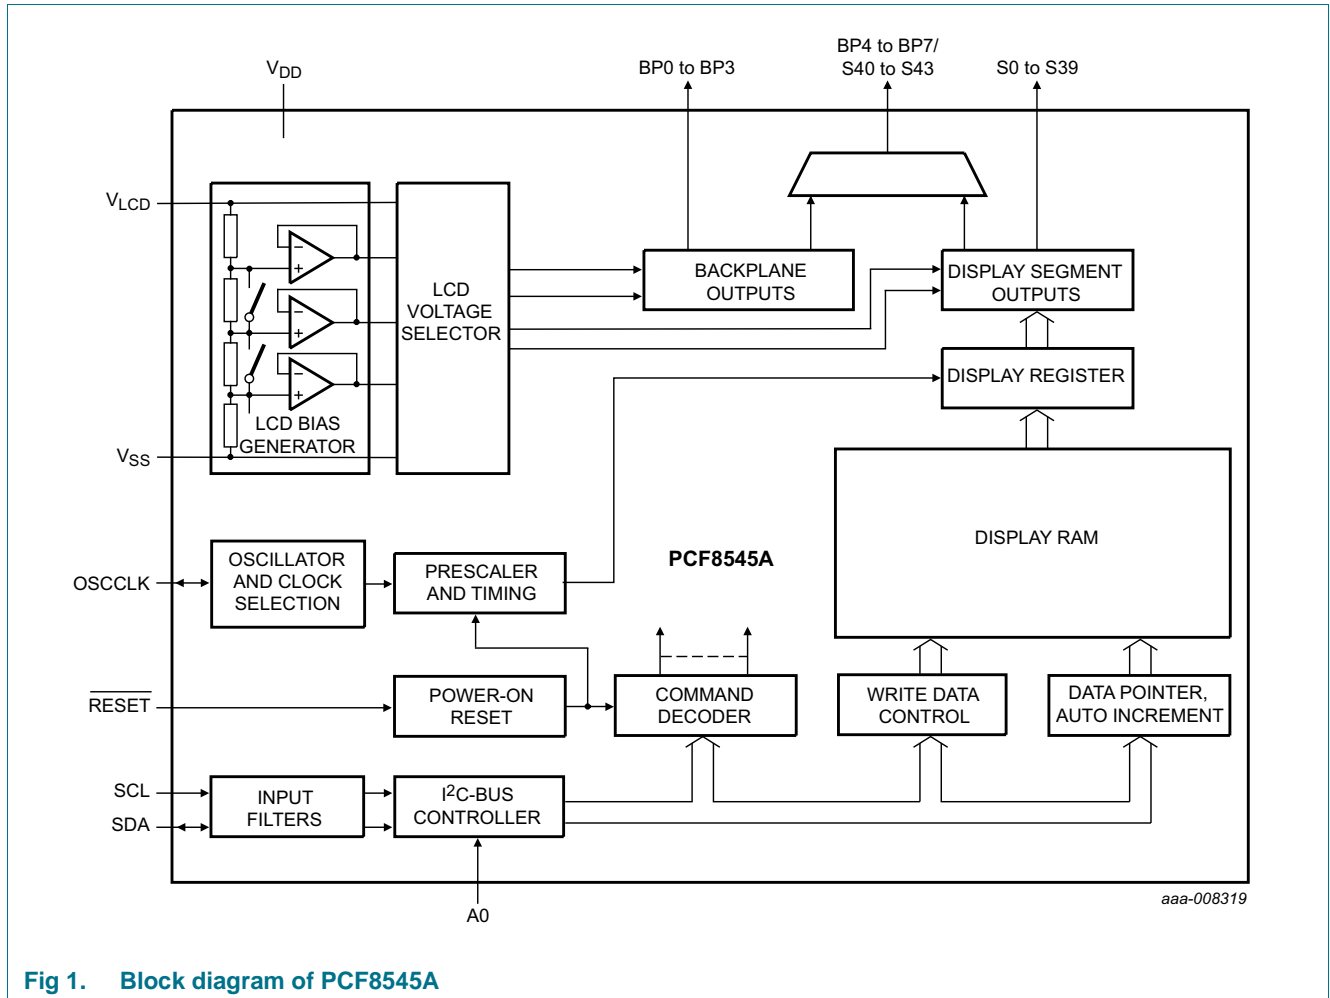 BP4 to BP7/
V_DD BP0 to BP3 S40 to S43 S0 to S39
V_LCD
BACKPLANE
OUTPUTS
DISPLAY SEGMENT
OUTPUTS
LCD
VOLTAGE
SELECTOR
DISPLAY REGISTER
LCD BIAS
GENERATOR
V_SS
DISPLAY RAM
OSCCLK
OSCILLATOR
AND CLOCK
SELECTION
PRESCALER
AND TIMING
PCF8545A
RESET
POWER-ON
RESET
COMMAND
DECODER
WRITE DATA
CONTROL
DATA POINTER,
AUTO INCREMENT
SCL
SDA
INPUT
FILTERS
I²C-BUS
CONTROLLER
A0
aaa-008319
Fig 1. Block diagram of PCF8545A